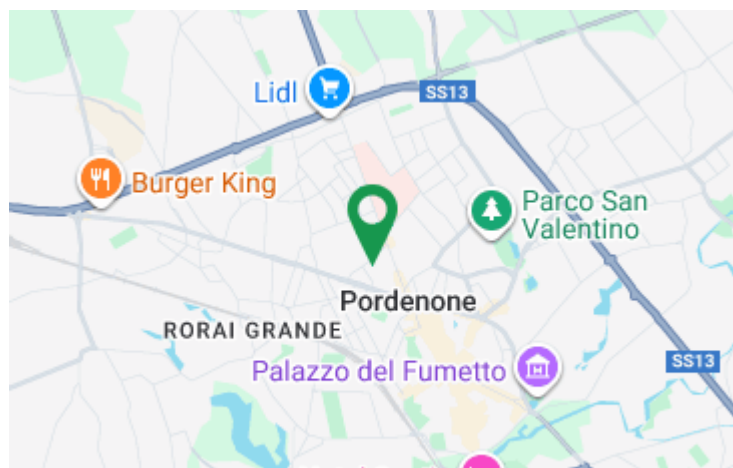 Lidl
SS13
Burger King
Parco San
Valentino
Pordenone
RORAI GRANDE
SS13
Palazzo del Fumetto